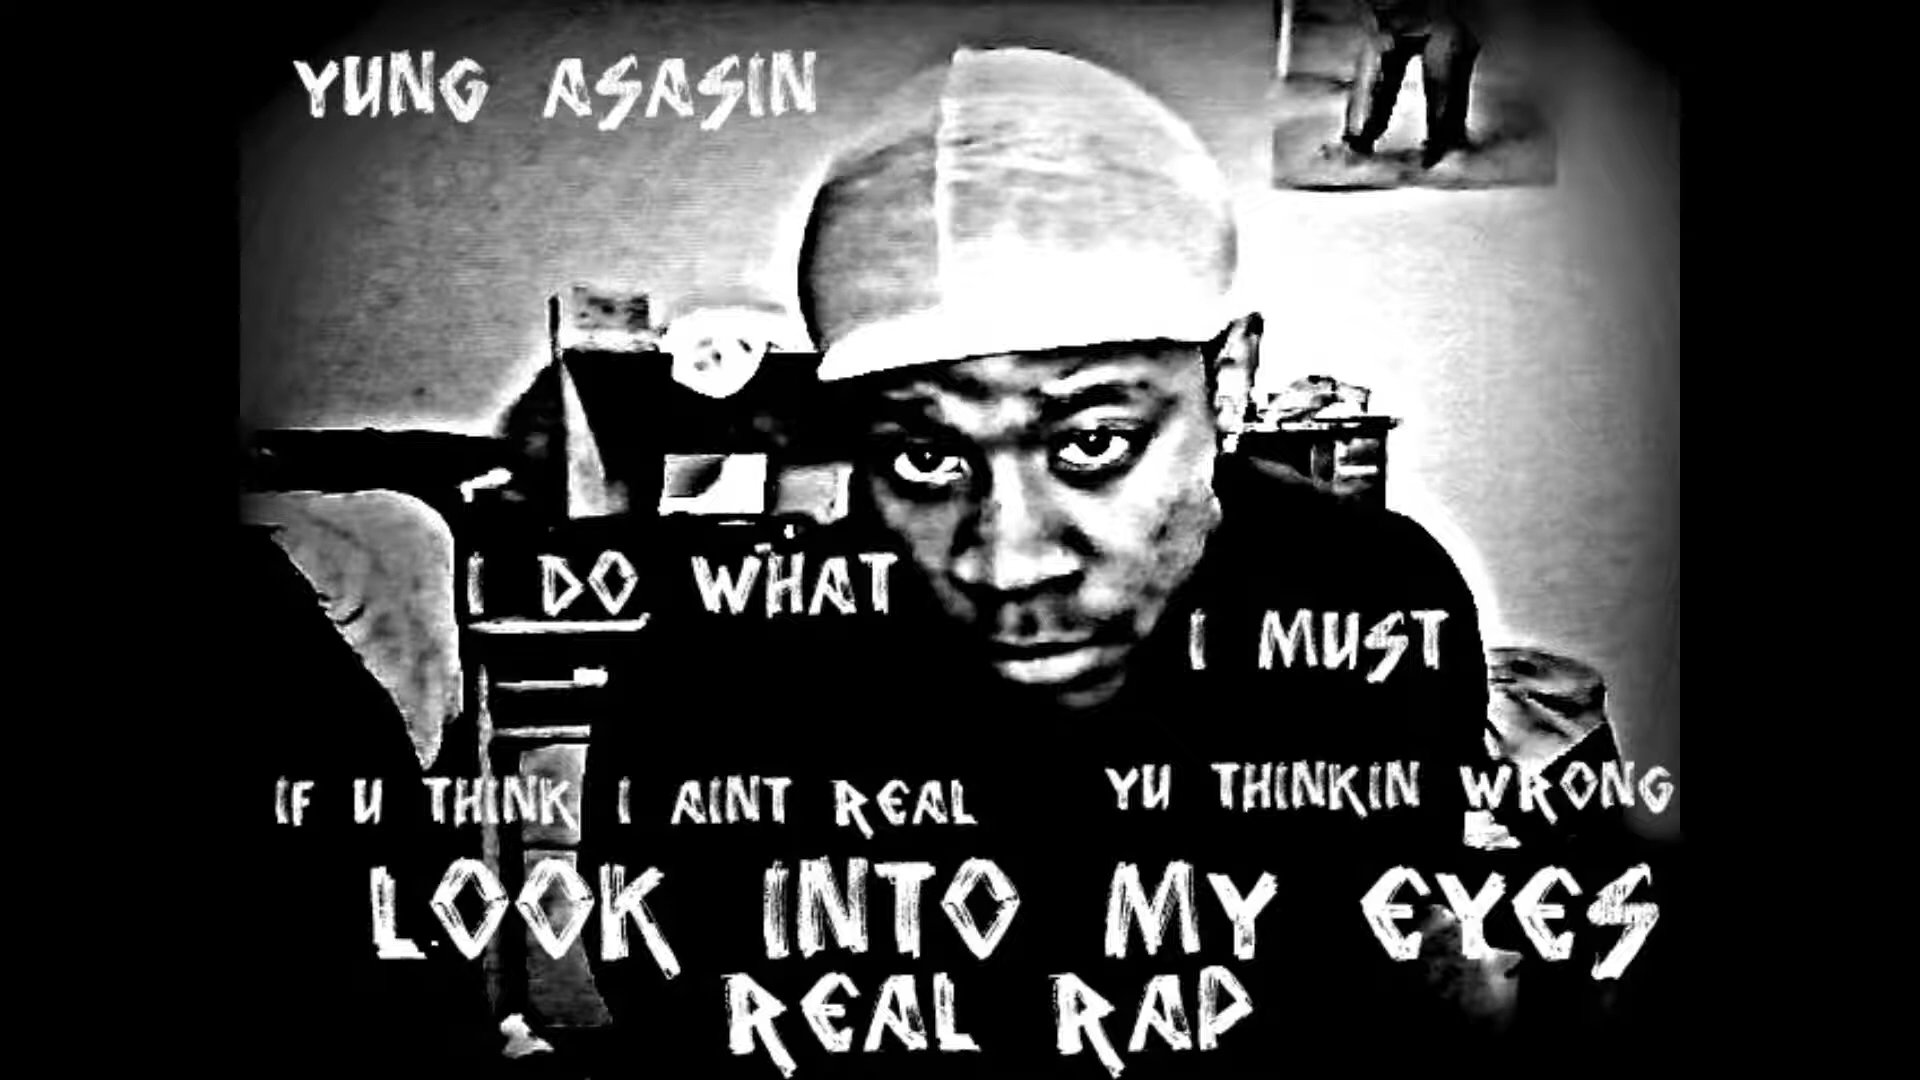 YUNG ASASIN
I DO WHAT
I MUST
IF U THINK I AINT REAL
YU THINKIN WRONG
LOOK INTO MY EYES
REAL RAP